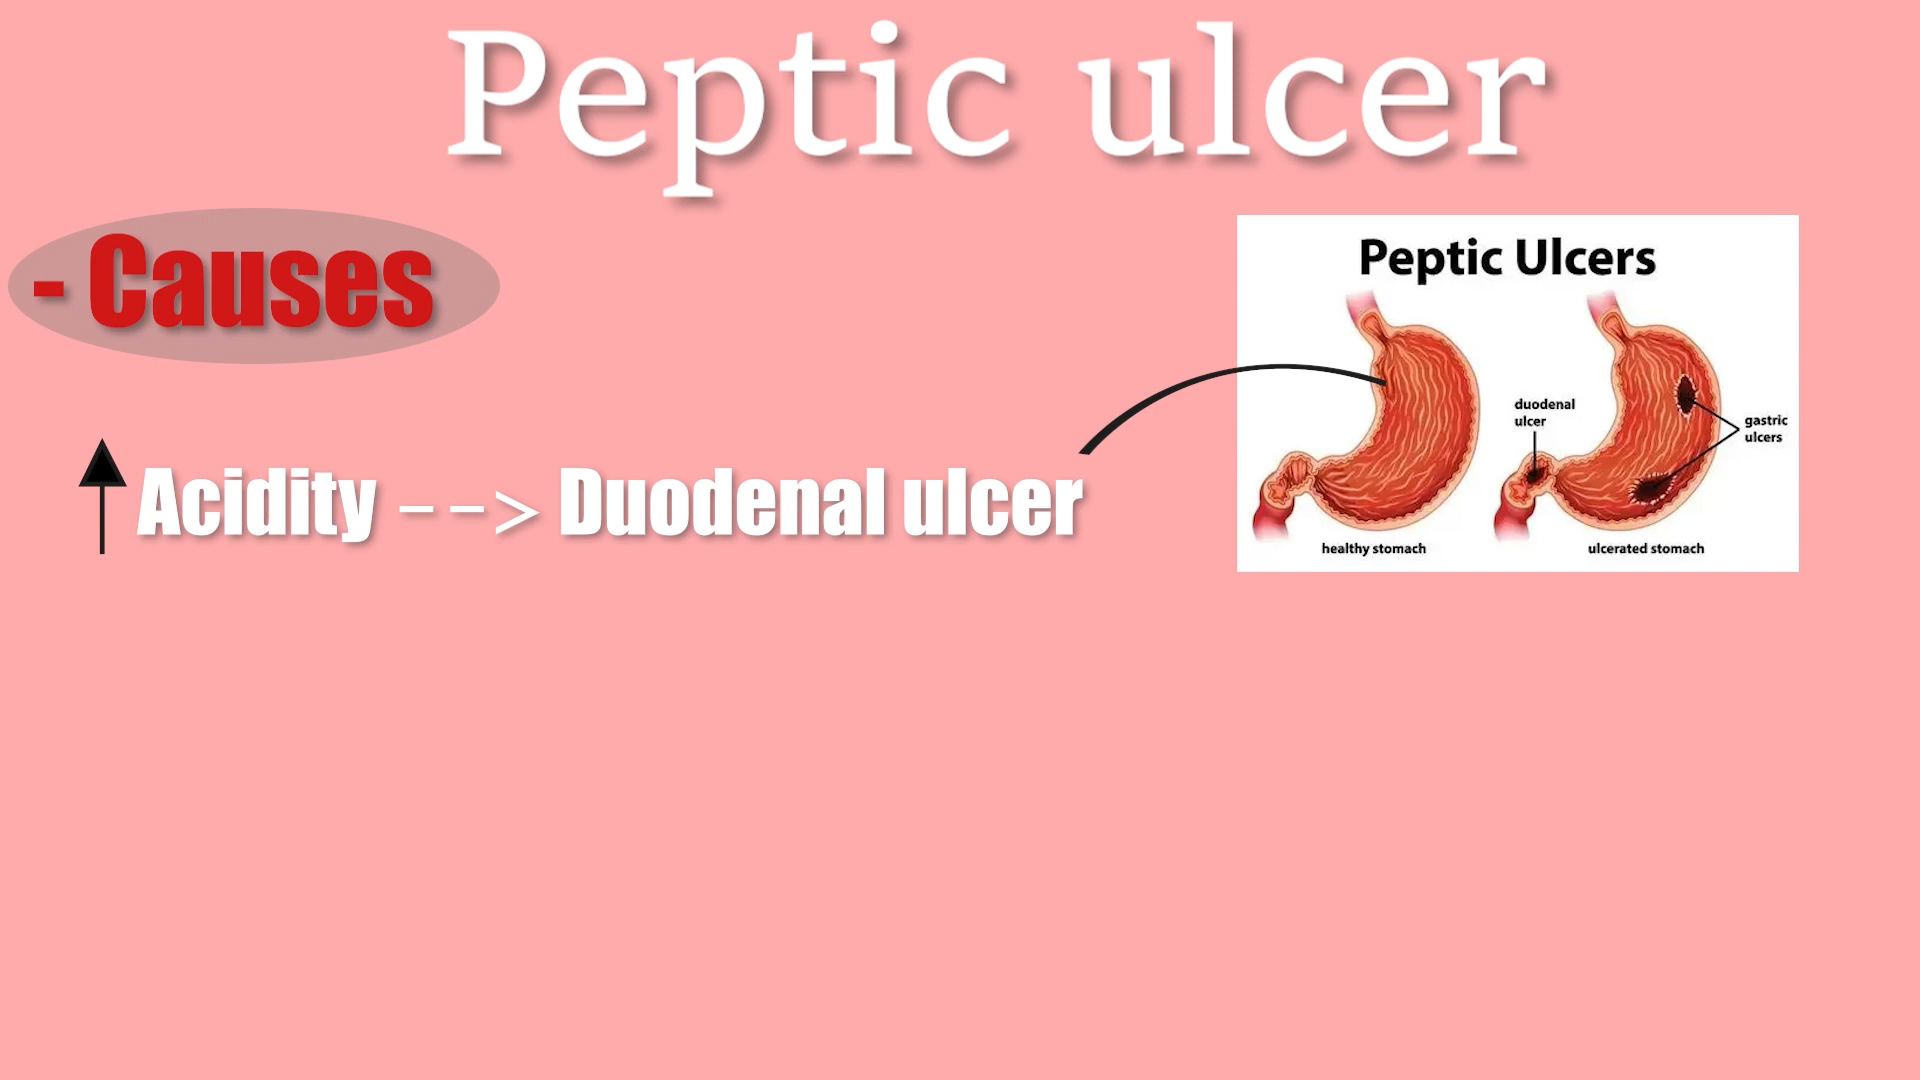 Peptic ulcer
- Causes
Acidity --> Duodenal ulcer
Peptic Ulcers
duodenal
ulcer
gastric
ulcers
healthy stomach
ulcerated stomach